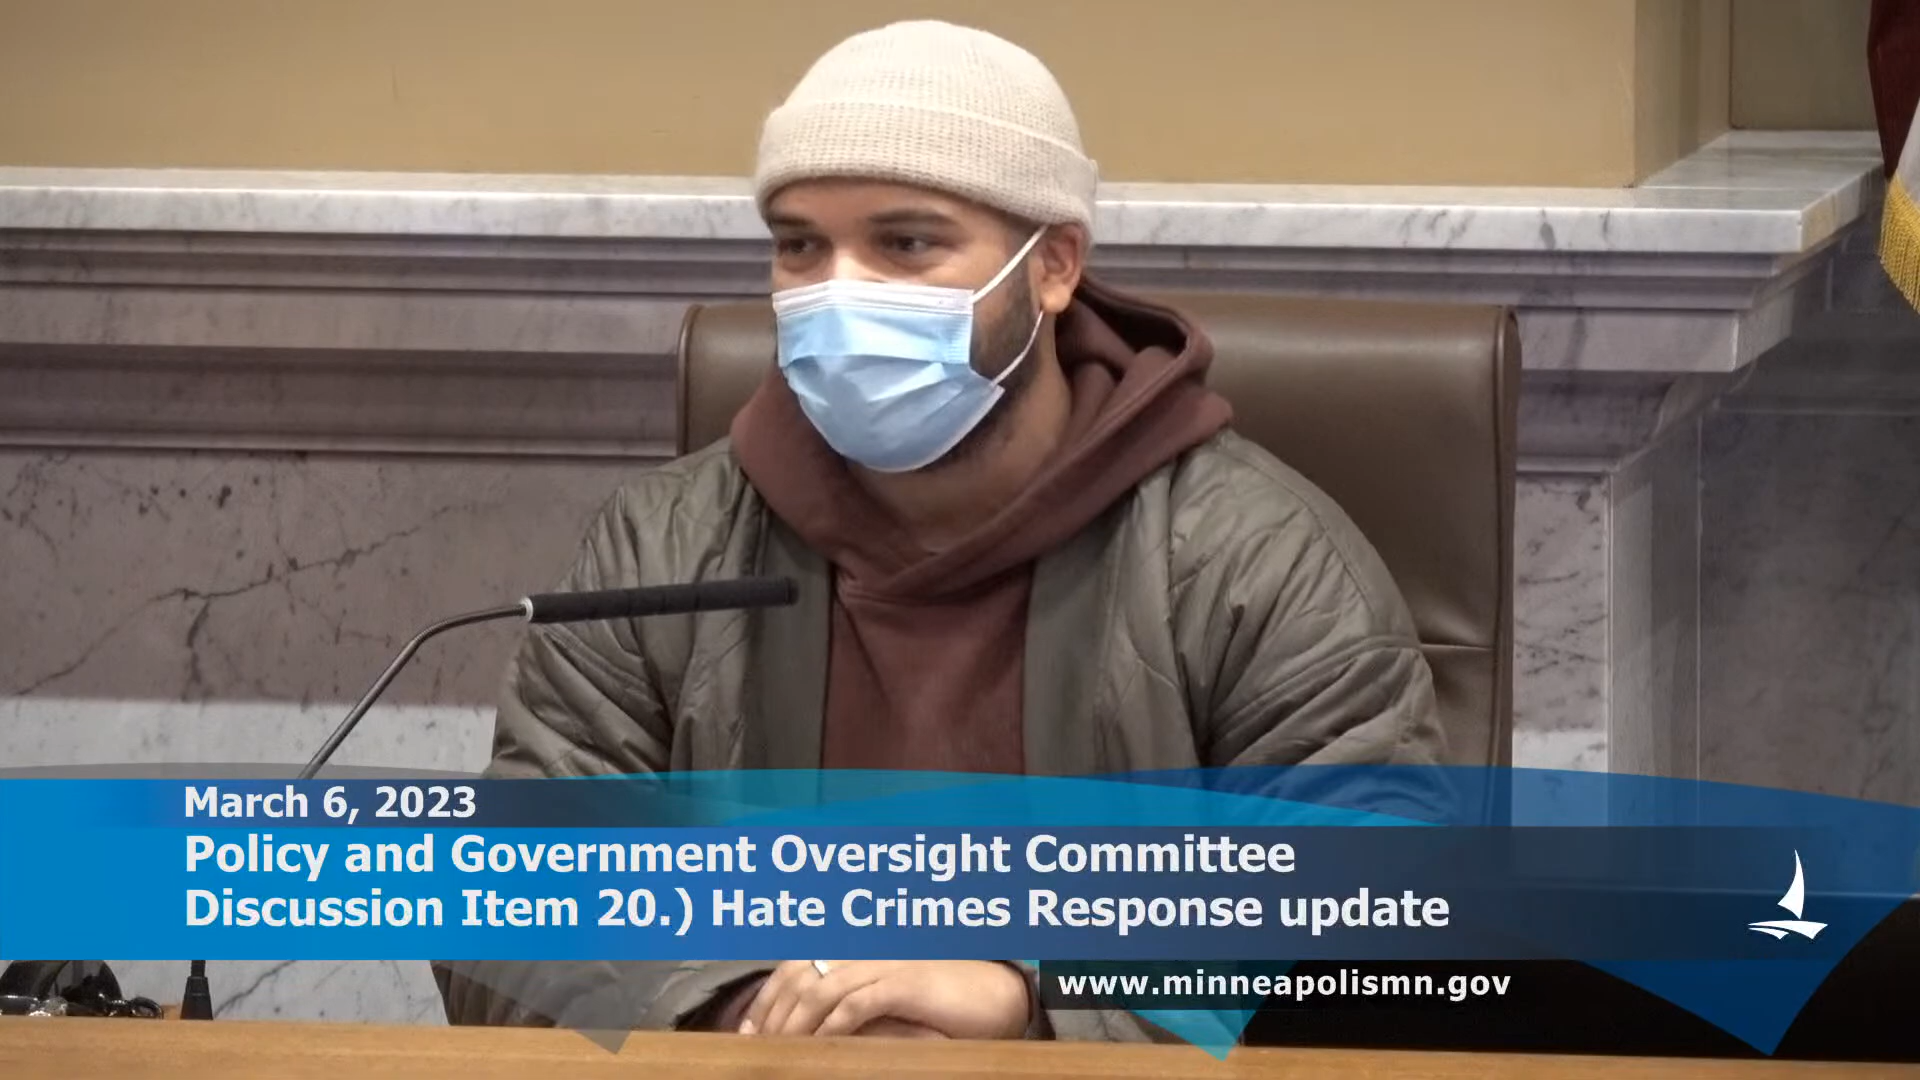 March 6, 2023
Policy and Government Oversight Committee
Discussion Item 20.) Hate Crimes Response update
www.minneapolismn.gov